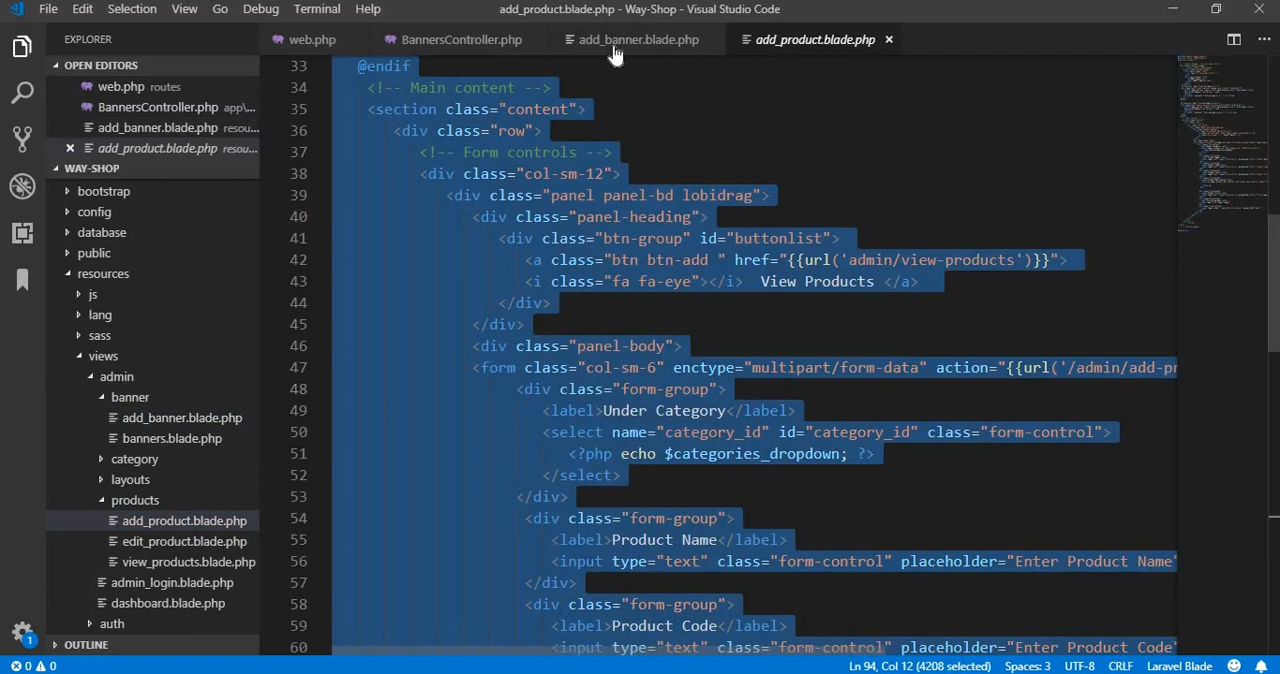 File Edit Selection View Go Debug Terminal Help
add_product.blade.php - Way-Shop - Visual Studio Code
EXPLORER
web.php
BannersController.php
add_banner.blade.php
add_product.blade.php
OPEN EDITORS
web.php routes
BannersController.php app\...
add_banner.blade.php resou...
add_product.blade.php resou...
WAY-SHOP
bootstrap
config
database
public
resources
js
lang
sass
views
admin
banner
add_banner.blade.php
banners.blade.php
category
layouts
products
add_product.blade.php
edit_product.blade.php
view_products.blade.php
admin_login.blade.php
dashboard.blade.php
auth
OUTLINE
33 @endif
34 <!-- Main content -->
35 <section class="content">
36 <div class="row">
37 <!-- Form controls -->
38 <div class="col-sm-12">
39 <div class="panel panel-bd lobidrag">
40 <div class="panel-heading">
41 <div class="btn-group" id="buttonlist">
42 <a class="btn btn-add " href="{{url('admin/view-products')}}">
43 <i class="fa fa-eye"></i>  View Products </a>
44 </div>
45 </div>
46 <div class="panel-body">
47 <form class="col-sm-6" enctype="multipart/form-data" action="{{url('/admin/add-pr
48 <div class="form-group">
49 <label>Under Category</label>
50 <select name="category_id" id="category_id" class="form-control">
51 <?php echo $categories_dropdown; ?>
52 </select>
53 </div>
54 <div class="form-group">
55 <label>Product Name</label>
56 <input type="text" class="form-control" placeholder="Enter Product Name"
57 </div>
58 <div class="form-group">
59 <label>Product Code</label>
60 <input type="text" class="form-control" placeholder="Enter Product Code"
1
0 0
Ln 94, Col 12 (4208 selected) Spaces: 3 UTF-8 CRLF Laravel Blade